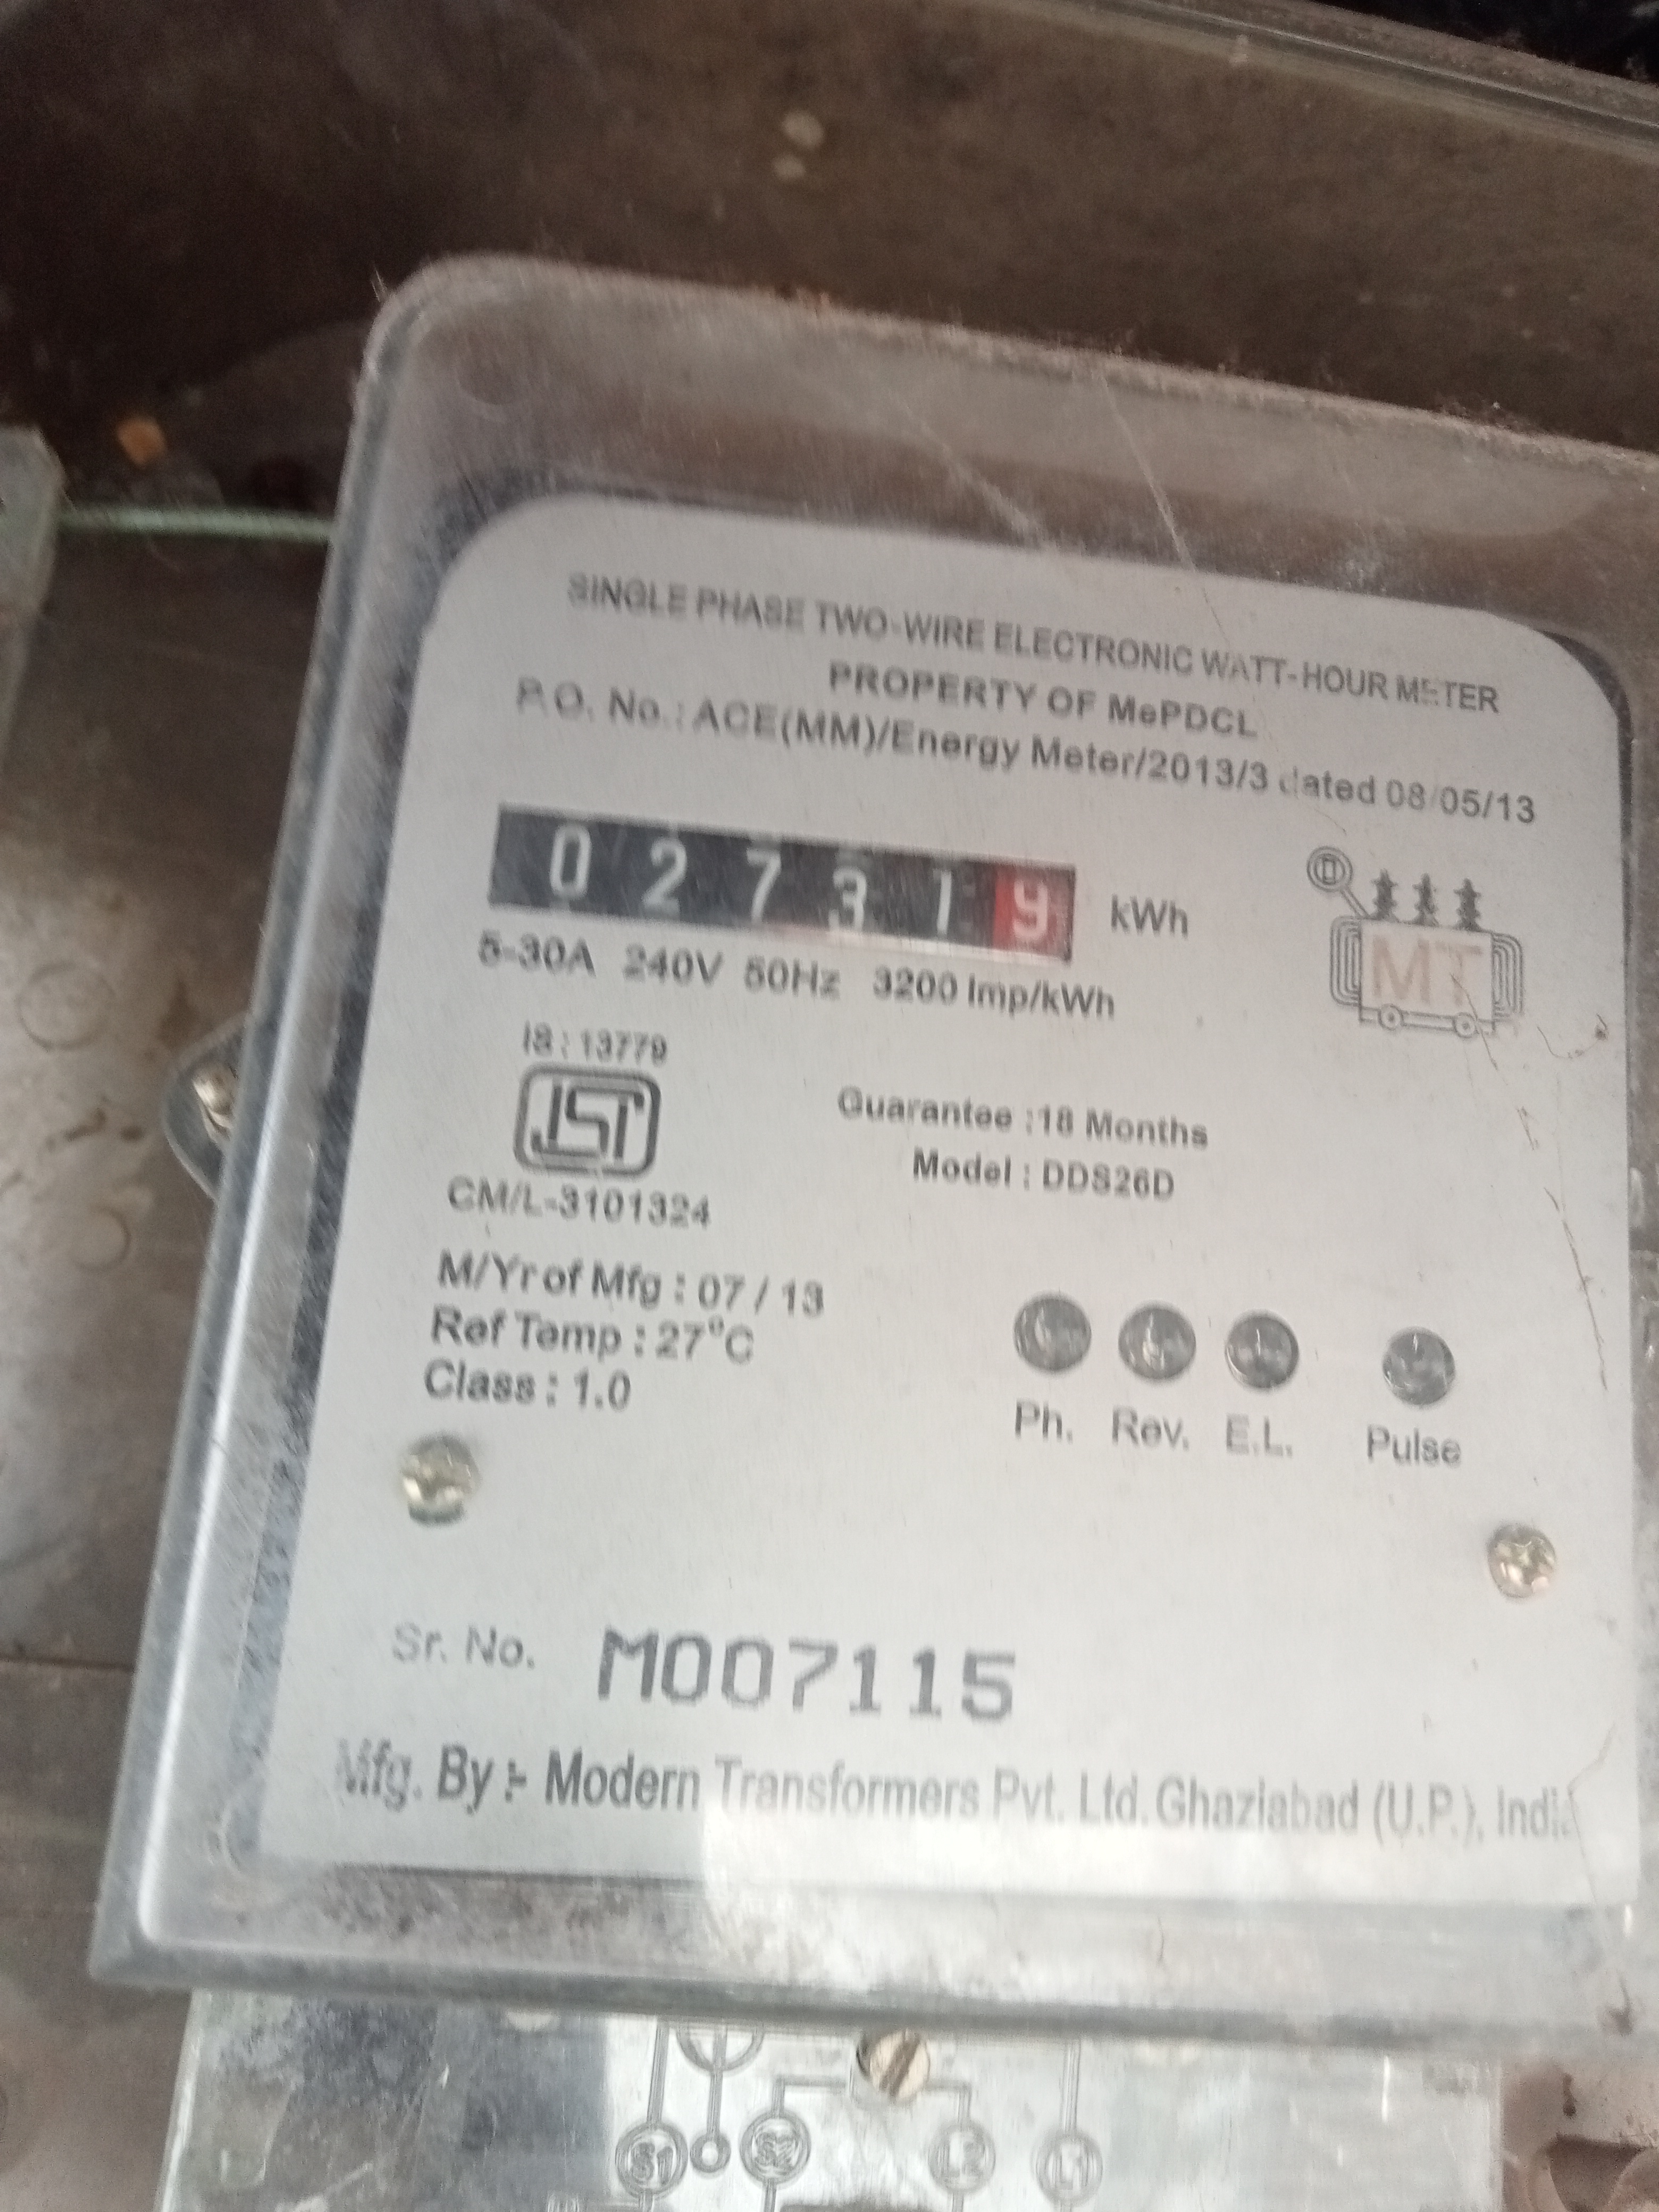 SINGLE PHASE TWO-WIRE ELECTRONIC WATT-HOUR METER
PROPERTY OF MePDCL
P.O. No.: ACE(MM)/Energy Meter/2013/3 dated 08/05/13
0 2 7 3 1 9 kWh
5-30A 240V 50Hz 3200 Imp/kWh
MT
IS : 13779
ISI
CM/L-3101324
Guarantee :18 Months
Model : DDS26D
M/Yr of Mfg : 07 / 13
Ref Temp : 27°C
Class : 1.0
Ph. Rev. E.L. Pulse
Sr. No. M007115
Mfg. By :- Modern Transformers Pvt. Ltd. Ghaziabad (U.P.), India
S1 S2 L2 L1